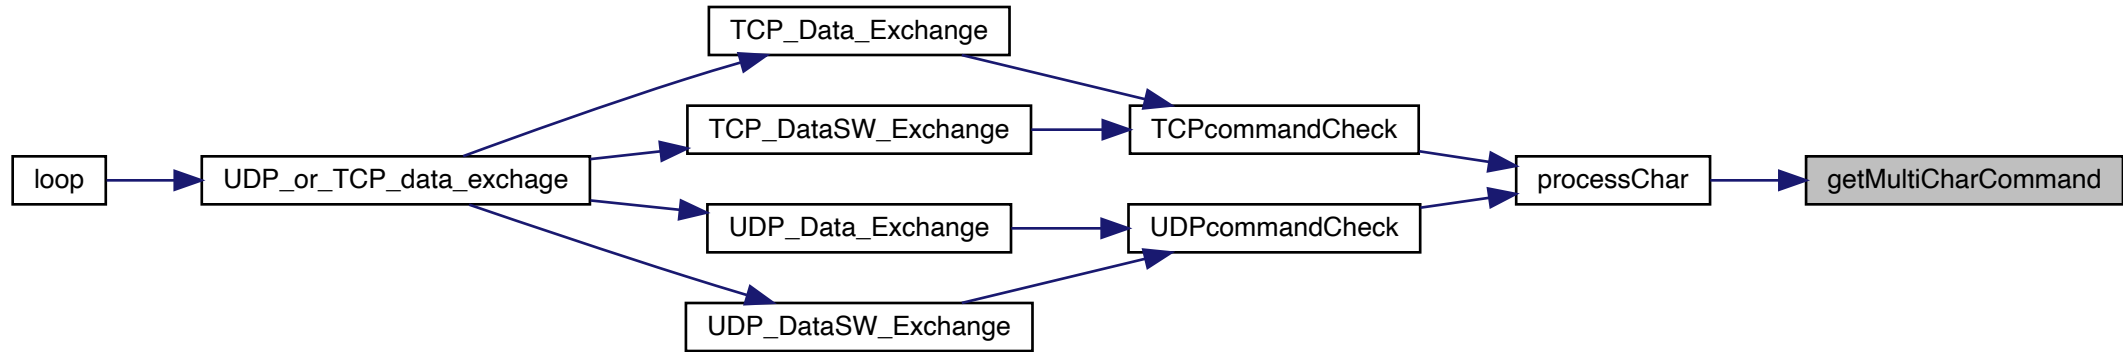 TCP_Data_Exchange
TCP_DataSW_Exchange
TCPcommandCheck
loop
UDP_or_TCP_data_exchage
processChar
getMultiCharCommand
UDP_Data_Exchange
UDPcommandCheck
UDP_DataSW_Exchange